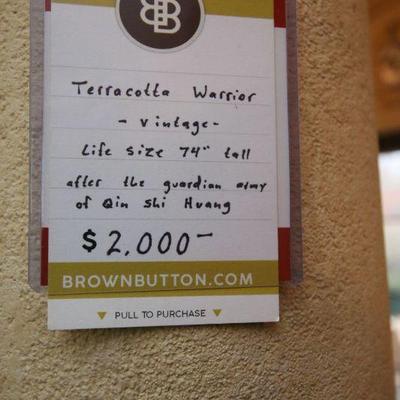 BB
Terracotta Warrior
- vintage -
Life size 74" tall
after the guardian army
of Qin Shi Huang
$2,000-
BROWNBUTTON.COM
▼ PULL TO PURCHASE ▼